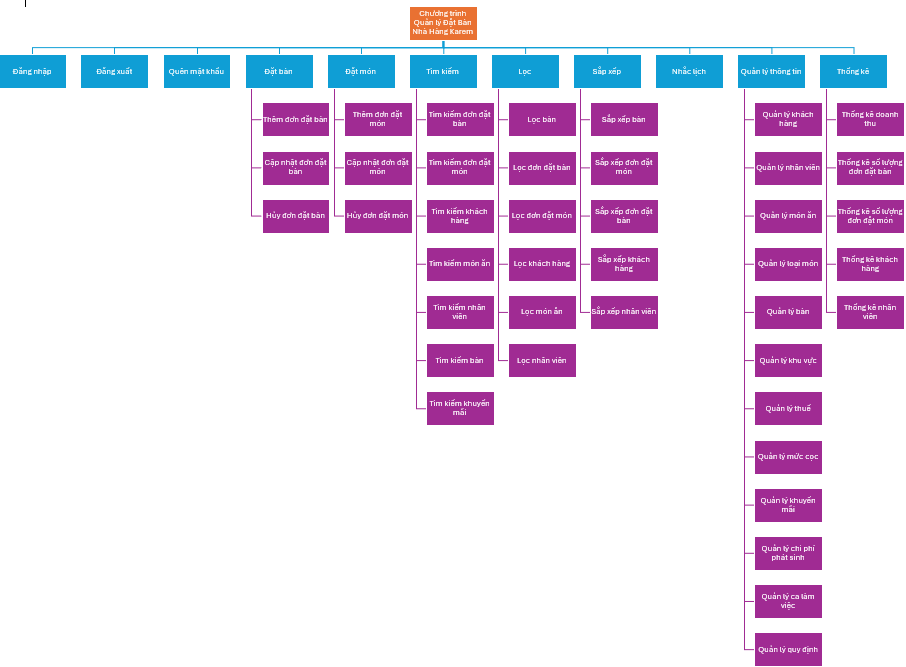 Chương trình
Quản lý Đặt Bàn
Nhà Hàng Karem
Đăng nhập
Đăng xuất
Quên mật khẩu
Đặt bàn
Đặt món
Tìm kiếm
Lọc
Sắp xếp
Nhắc lịch
Quản lý thông tin
Thống kê
Thêm đơn đặt bàn
Cập nhật đơn đặt
bàn
Hủy đơn đặt bàn
Thêm đơn đặt
món
Cập nhật đơn đặt
món
Hủy đơn đặt món
Tìm kiếm đơn đặt
bàn
Tìm kiếm đơn đặt
món
Tìm kiếm khách
hàng
Tìm kiếm món ăn
Tìm kiếm nhân
viên
Tìm kiếm bàn
Tìm kiếm khuyến
mãi
Lọc bàn
Lọc đơn đặt bàn
Lọc đơn đặt món
Lọc khách hàng
Lọc món ăn
Lọc nhân viên
Sắp xếp bàn
Sắp xếp đơn đặt
món
Sắp xếp đơn đặt
bàn
Sắp xếp khách
hàng
Sắp xếp nhân viên
Quản lý khách
hàng
Quản lý nhân viên
Quản lý món ăn
Quản lý loại món
Quản lý bàn
Quản lý khu vực
Quản lý thuế
Quản lý mức cọc
Quản lý khuyến
mãi
Quản lý chi phí
phát sinh
Quản lý ca làm
việc
Quản lý quy định
Thống kê doanh
thu
Thống kê số lượng
đơn đặt bàn
Thống kê số lượng
đơn đặt món
Thống kê khách
hàng
Thống kê nhân
viên